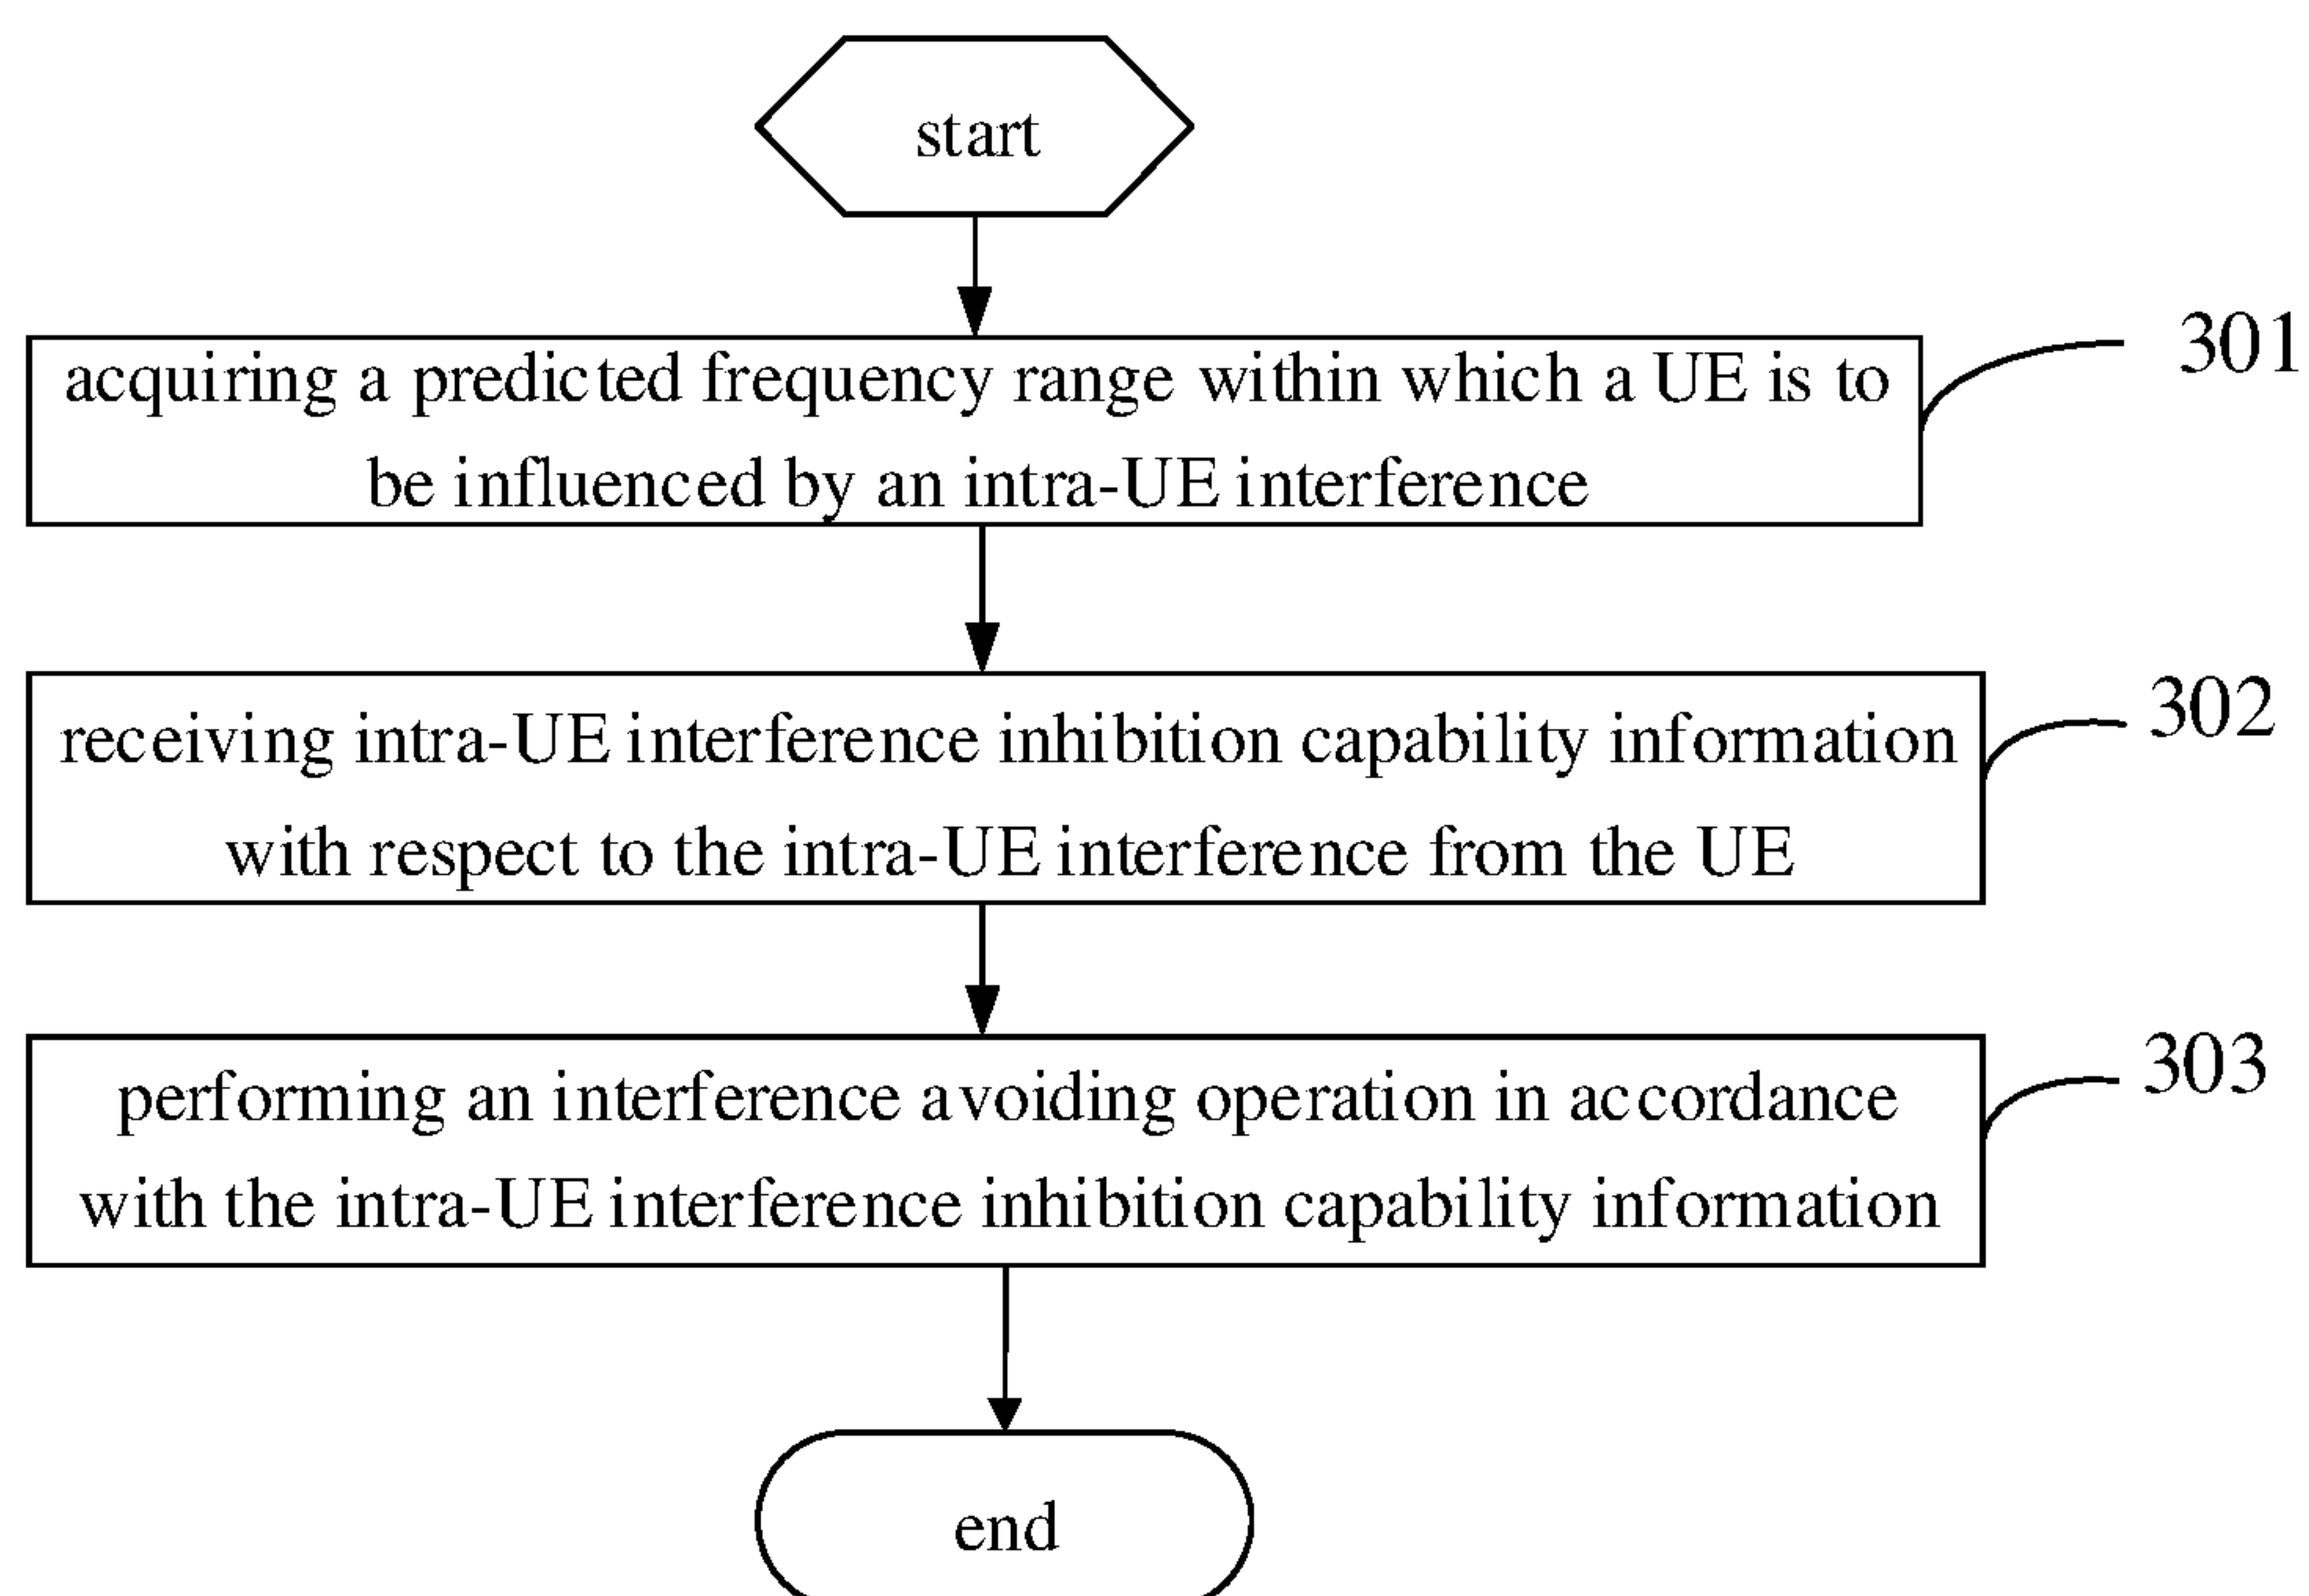 start
acquiring a predicted frequency range within which a UE is to
be influenced by an intra-UE interference
301
receiving intra-UE interference inhibition capability information
with respect to the intra-UE interference from the UE
302
performing an interference avoiding operation in accordance
with the intra-UE interference inhibition capability information
303
end